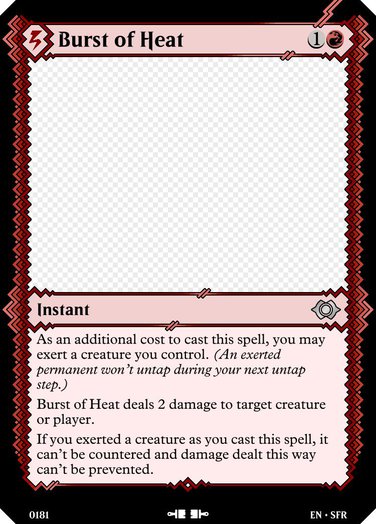 Burst of Heat 1
Instant
As an additional cost to cast this spell, you may
exert a creature you control. (An exerted
permanent won't untap during your next untap
step.)
Burst of Heat deals 2 damage to target creature
or player.
If you exerted a creature as you cast this spell, it
can't be countered and damage dealt this way
can't be prevented.
0181 EN • SFR